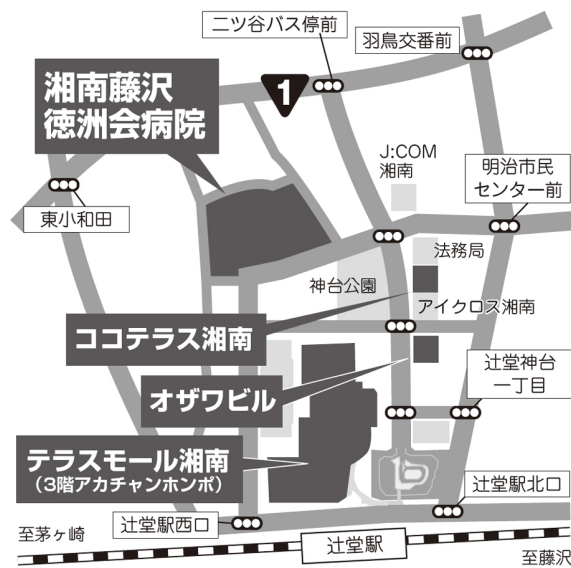 二ツ谷バス停前
羽鳥交番前
湘南藤沢
徳洲会病院
1
J:COM
湘南
明治市民
センター前
東小和田
法務局
神台公園
アイクロス湘南
ココテラス湘南
オザワビル
辻堂神台
一丁目
テラスモール湘南
(3階アカチャンホンポ)
辻堂駅西口
辻堂駅北口
至茅ヶ崎
辻堂駅
至藤沢